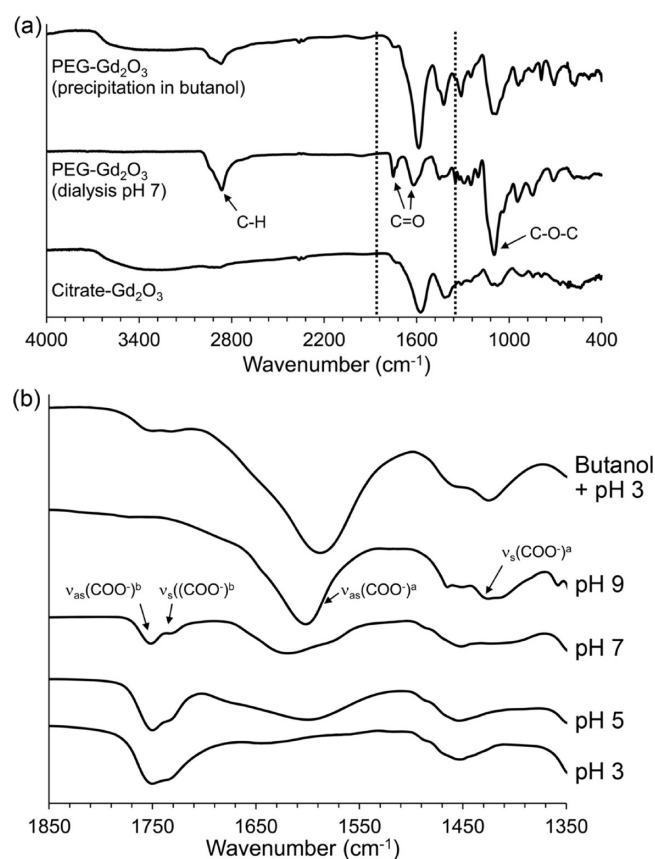 (a)
PEG-Gd₂O₃
(precipitation in butanol)
PEG-Gd₂O₃
(dialysis pH 7)
C-H
C=O
C-O-C
Citrate-Gd₂O₃
4000 3400 2800 2200 1600 1000 400
Wavenumber (cm⁻¹)
(b)
Butanol
+ pH 3
νas(COO⁻)ᵇ νs((COO⁻)ᵇ νas(COO⁻)ᵃ νs(COO⁻)ᵃ
pH 9
pH 7
pH 5
pH 3
1850 1750 1650 1550 1450 1350
Wavenumber (cm⁻¹)